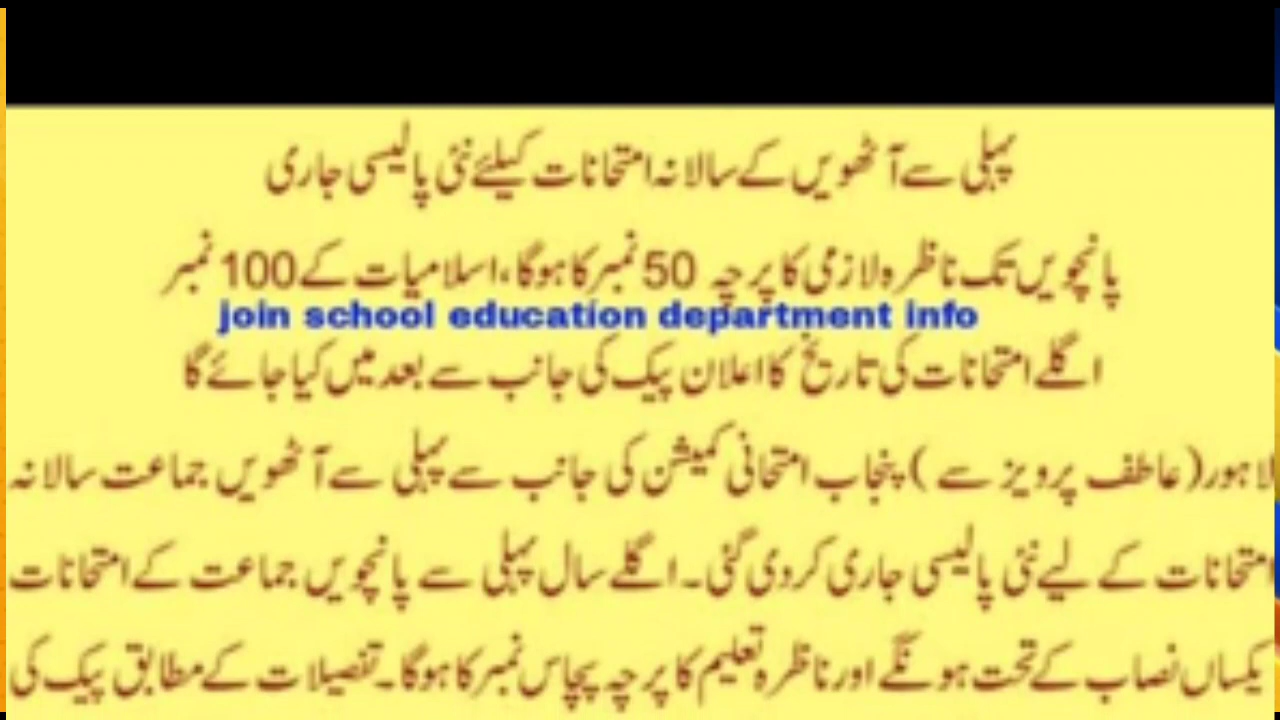 پہلی سے آٹھویں کے سالانہ امتحانات کیلئے نئی پالیسی جاری
پانچویں تک ناظرہ لازمی کا پرچہ 50 نمبر کا ہوگا، اسلامیات کے 100 نمبر
join school education department info
اگلے امتحانات کی تاریخ کا اعلان پیک کی جانب سے بعد میں کیا جائے گا
لاہور (عاطف پرویز سے) پنجاب امتحانی کمیشن کی جانب سے پہلی سے آٹھویں جماعت سالانہ
امتحانات کے لیے نئی پالیسی جاری کردی گئی۔ اگلے سال پہلی سے پانچویں جماعت کے امتحانات
یکساں نصاب کے تحت ہونگے اور ناظرہ تعلیم کا پرچہ پچاس نمبر کا ہوگا۔ تفصیلات کے مطابق پیک کی